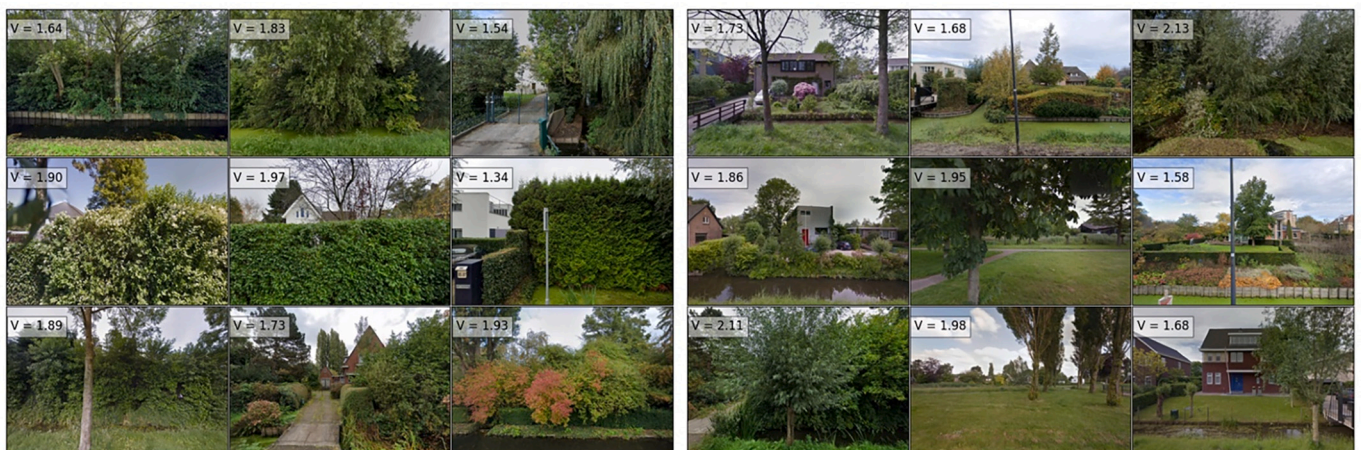 V = 1.64
V = 1.83
V = 1.54
V = 1.73
V = 1.68
V = 2.13
V = 1.90
V = 1.97
V = 1.34
V = 1.86
V = 1.95
V = 1.58
V = 1.89
V = 1.73
V = 1.93
V = 2.11
V = 1.98
V = 1.68